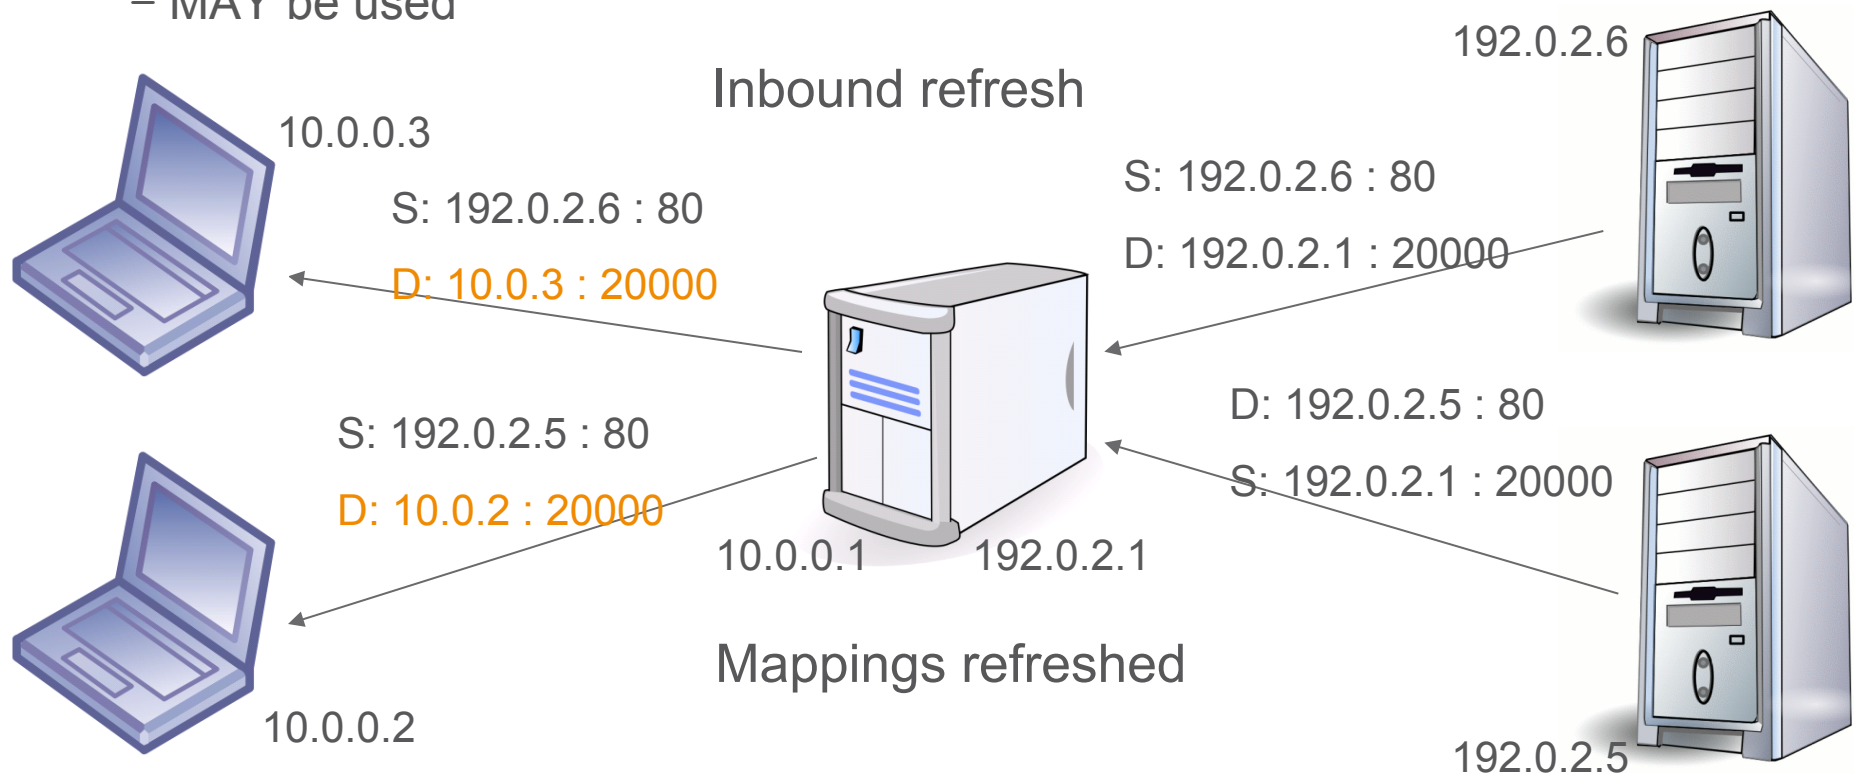 – MAY be used
192.0.2.6
Inbound refresh
10.0.0.3
S: 192.0.2.6 : 80
D: 192.0.2.1 : 20000
S: 192.0.2.6 : 80
D: 10.0.3 : 20000
D: 192.0.2.5 : 80
S: 192.0.2.1 : 20000
S: 192.0.2.5 : 80
D: 10.0.2 : 20000
10.0.0.1
192.0.2.1
Mappings refreshed
10.0.0.2
192.0.2.5